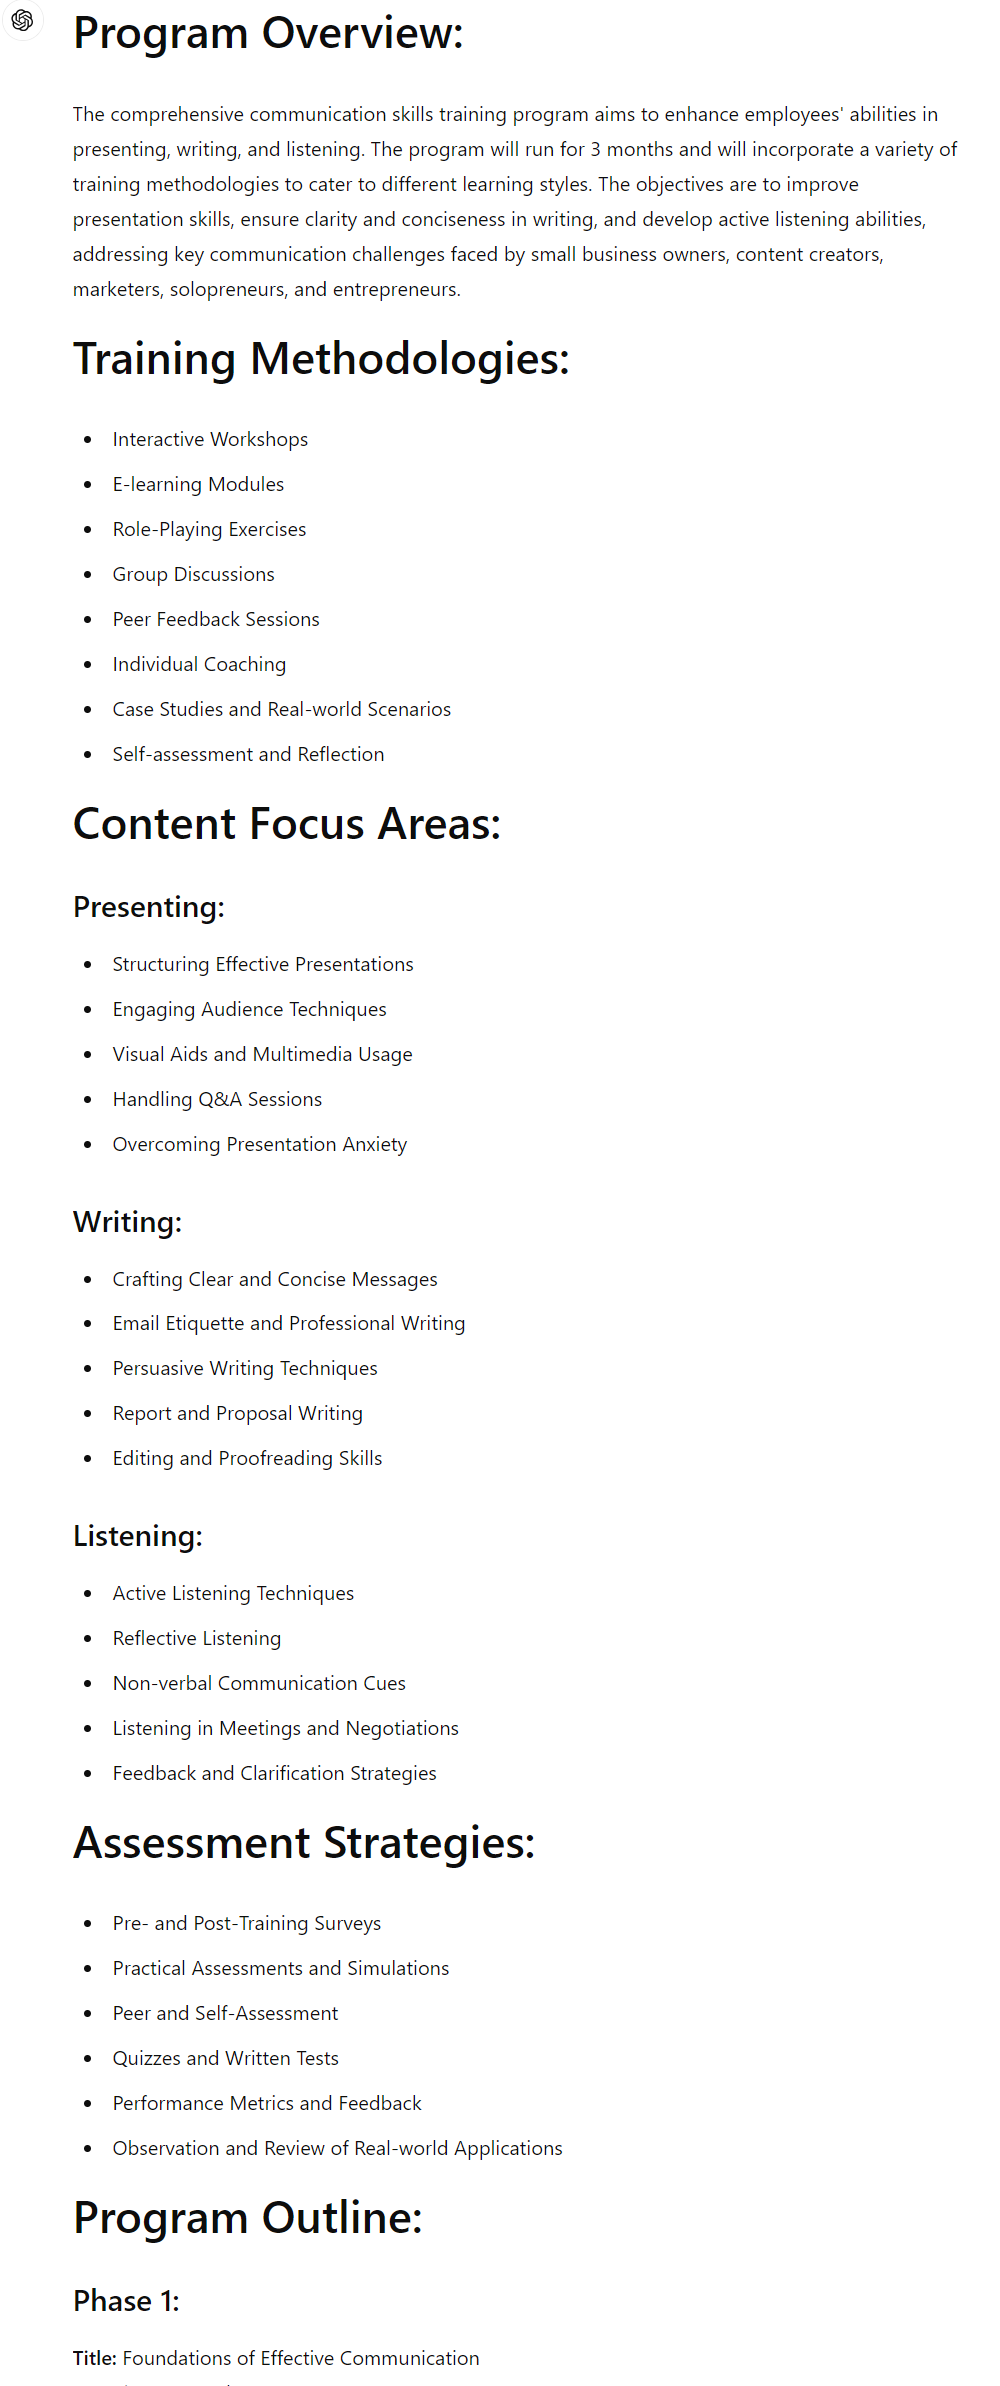 Program Overview:
The comprehensive communication skills training program aims to enhance employees' abilities in
presenting, writing, and listening. The program will run for 3 months and will incorporate a variety of
training methodologies to cater to different learning styles. The objectives are to improve
presentation skills, ensure clarity and conciseness in writing, and develop active listening abilities,
addressing key communication challenges faced by small business owners, content creators,
marketers, solopreneurs, and entrepreneurs.
Training Methodologies:
• Interactive Workshops
• E-learning Modules
• Role-Playing Exercises
• Group Discussions
• Peer Feedback Sessions
• Individual Coaching
• Case Studies and Real-world Scenarios
• Self-assessment and Reflection
Content Focus Areas:
Presenting:
• Structuring Effective Presentations
• Engaging Audience Techniques
• Visual Aids and Multimedia Usage
• Handling Q&A Sessions
• Overcoming Presentation Anxiety
Writing:
• Crafting Clear and Concise Messages
• Email Etiquette and Professional Writing
• Persuasive Writing Techniques
• Report and Proposal Writing
• Editing and Proofreading Skills
Listening:
• Active Listening Techniques
• Reflective Listening
• Non-verbal Communication Cues
• Listening in Meetings and Negotiations
• Feedback and Clarification Strategies
Assessment Strategies:
• Pre- and Post-Training Surveys
• Practical Assessments and Simulations
• Peer and Self-Assessment
• Quizzes and Written Tests
• Performance Metrics and Feedback
• Observation and Review of Real-world Applications
Program Outline:
Phase 1:
Title: Foundations of Effective Communication